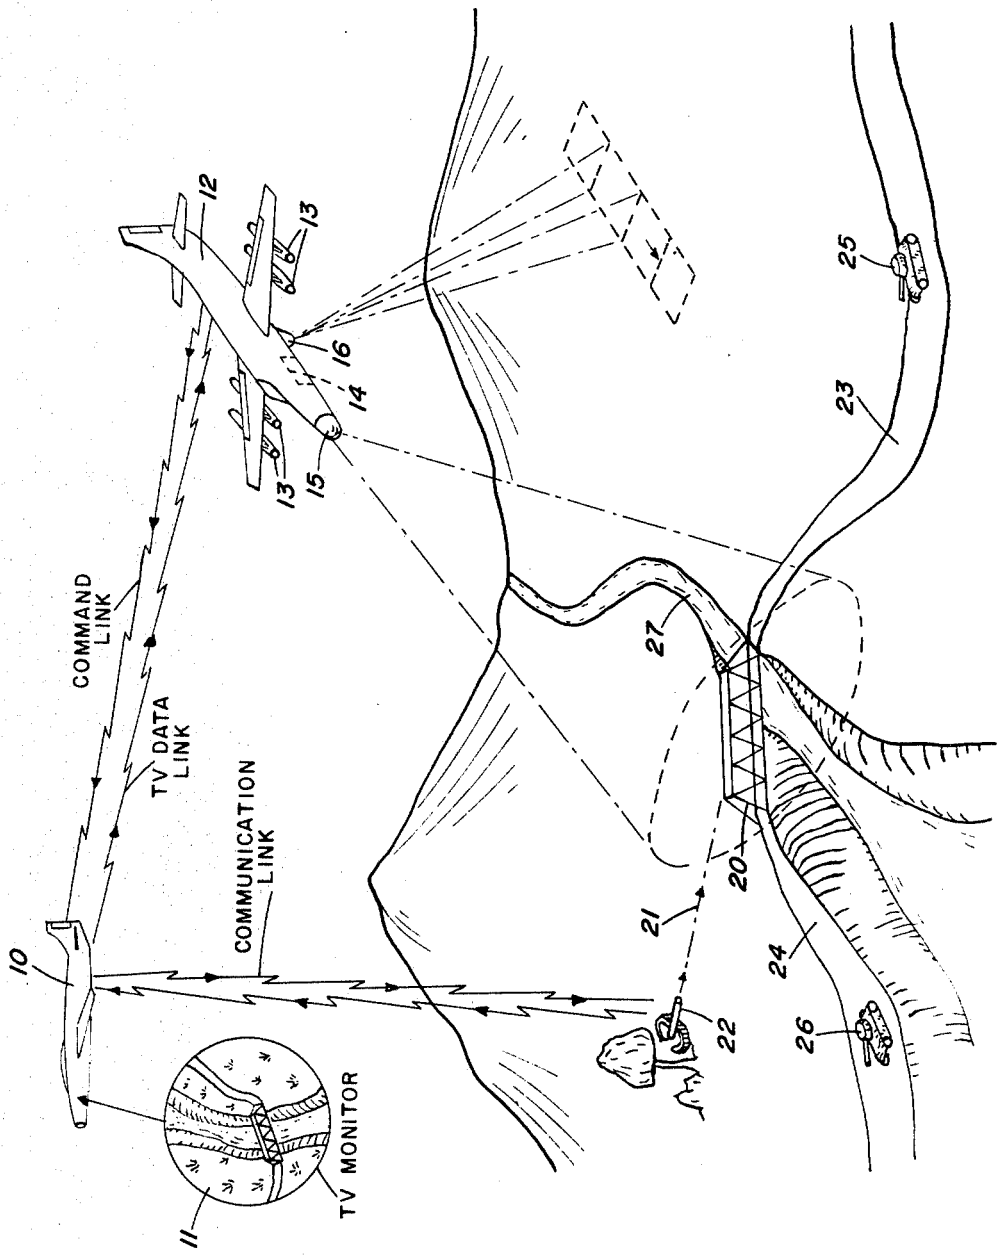 10
COMMAND
LINK
TV DATA
LINK
12
13
13
16
14
15
COMMUNICATION
LINK
11
TV MONITOR
27
25
23
21
20
22
24
26